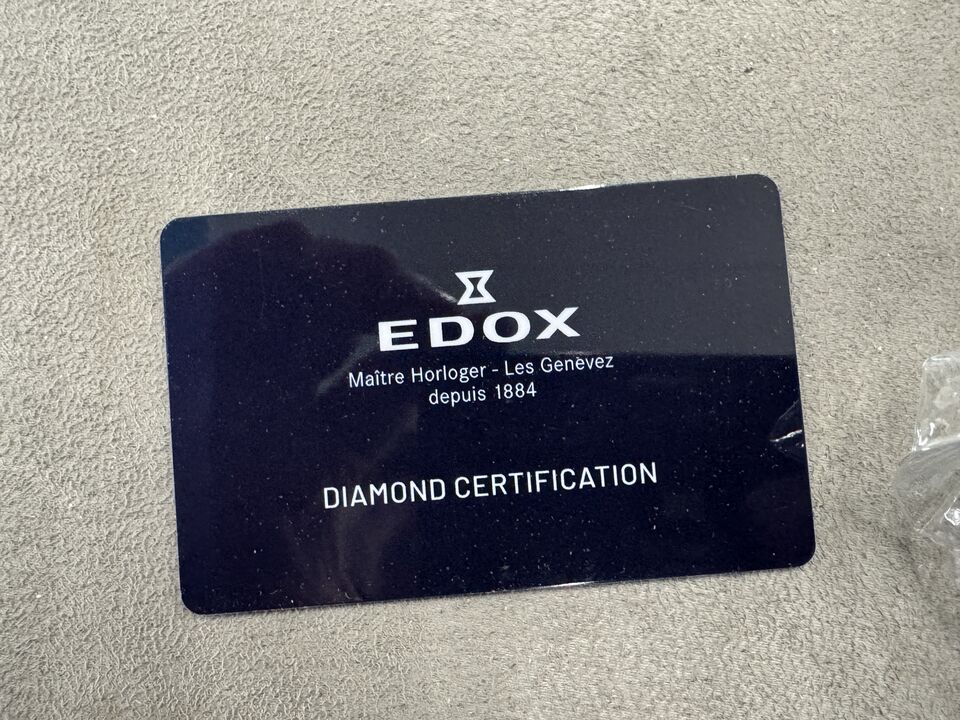 EDOX
Maître Horloger - Les Genevez
depuis 1884
DIAMOND CERTIFICATION